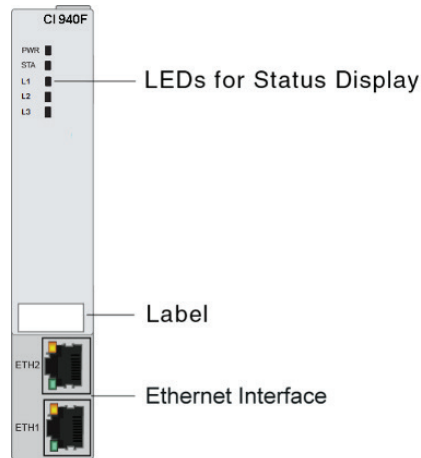 CI 940F
PWR
STA
L1
L2
L3
LEDs for Status Display
Label
ETH2
Ethernet Interface
ETH1